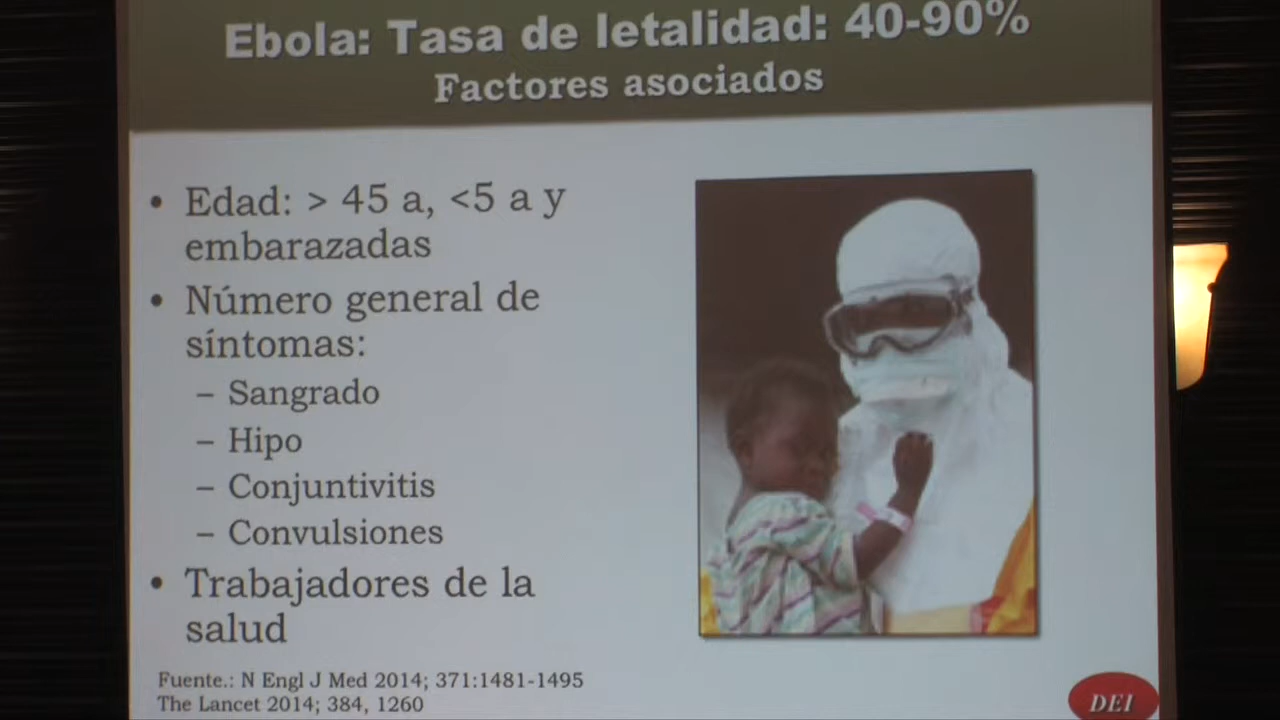 Ebola: Tasa de letalidad: 40-90%
Factores asociados
• Edad: > 45 a, <5 a y
embarazadas
• Número general de
síntomas:
– Sangrado
– Hipo
– Conjuntivitis
– Convulsiones
• Trabajadores de la
salud
Fuente.: N Engl J Med 2014; 371:1481-1495
The Lancet 2014; 384, 1260
DEI